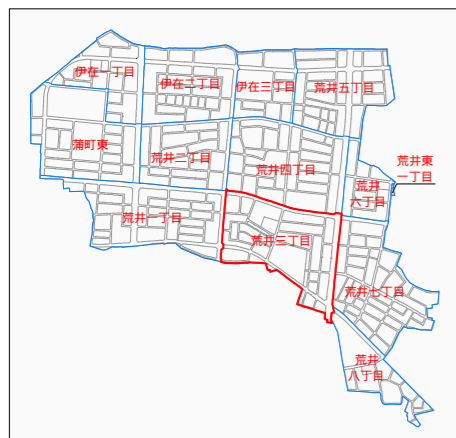 伊在一丁目
伊在二丁目
伊在三丁目
荒井五丁目
蒲町東
荒井二丁目
荒井四丁目
荒井東
一丁目
荒井
六丁目
荒井一丁目
荒井三丁目
荒井七丁目
荒井
八丁目